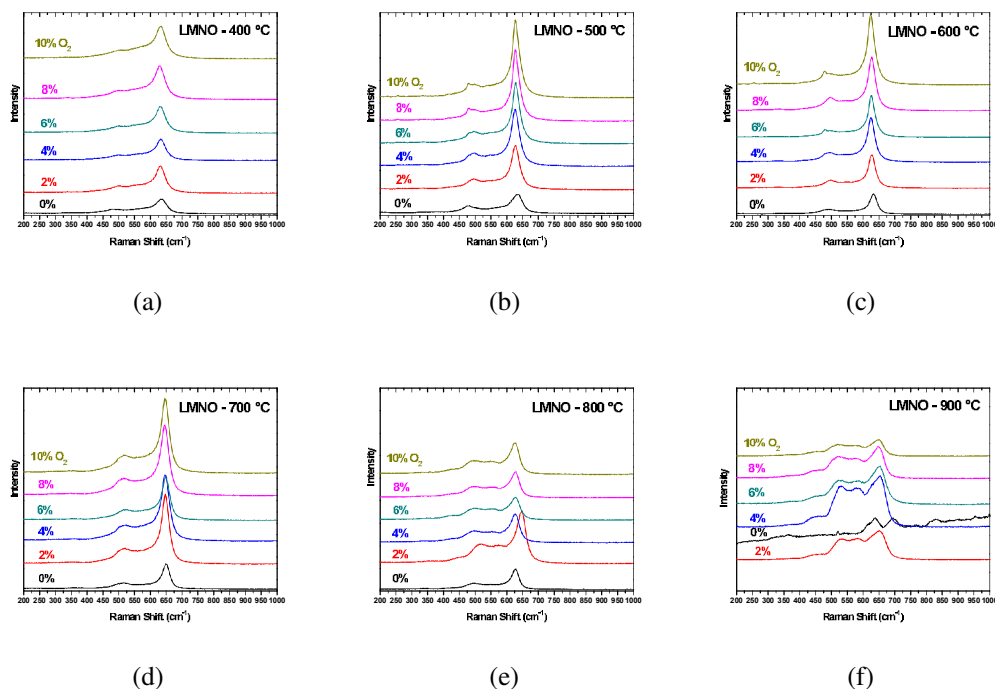 LMNO - 400 °C
10% O2
8%
6%
4%
2%
0%
Intensity
200 250 300 350 400 450 500 550 600 650 700 750 800 850 900 950 1000
Raman Shift (cm-1)
(a)
LMNO - 500 °C
10% O2
8%
6%
4%
2%
0%
Intensity
200 250 300 350 400 450 500 550 600 650 700 750 800 850 900 950 1000
Raman Shift (cm-1)
(b)
LMNO - 600 °C
10% O2
8%
6%
4%
2%
0%
Intensity
200 250 300 350 400 450 500 550 600 650 700 750 800 850 900 950 1000
Raman Shift (cm-1)
(c)
LMNO - 700 °C
10% O2
8%
6%
4%
2%
0%
Intensity
200 250 300 350 400 450 500 550 600 650 700 750 800 850 900 950 1000
Raman Shift (cm-1)
(d)
LMNO - 800 °C
10% O2
8%
6%
4%
2%
0%
Intensity
200 250 300 350 400 450 500 550 600 650 700 750 800 850 900 950 1000
Raman Shift (cm-1)
(e)
LMNO - 900 °C
10% O2
8%
6%
4%
0%
2%
Intensity
200 250 300 350 400 450 500 550 600 650 700 750 800 850 900 950 1000
Raman Shift (cm-1)
(f)